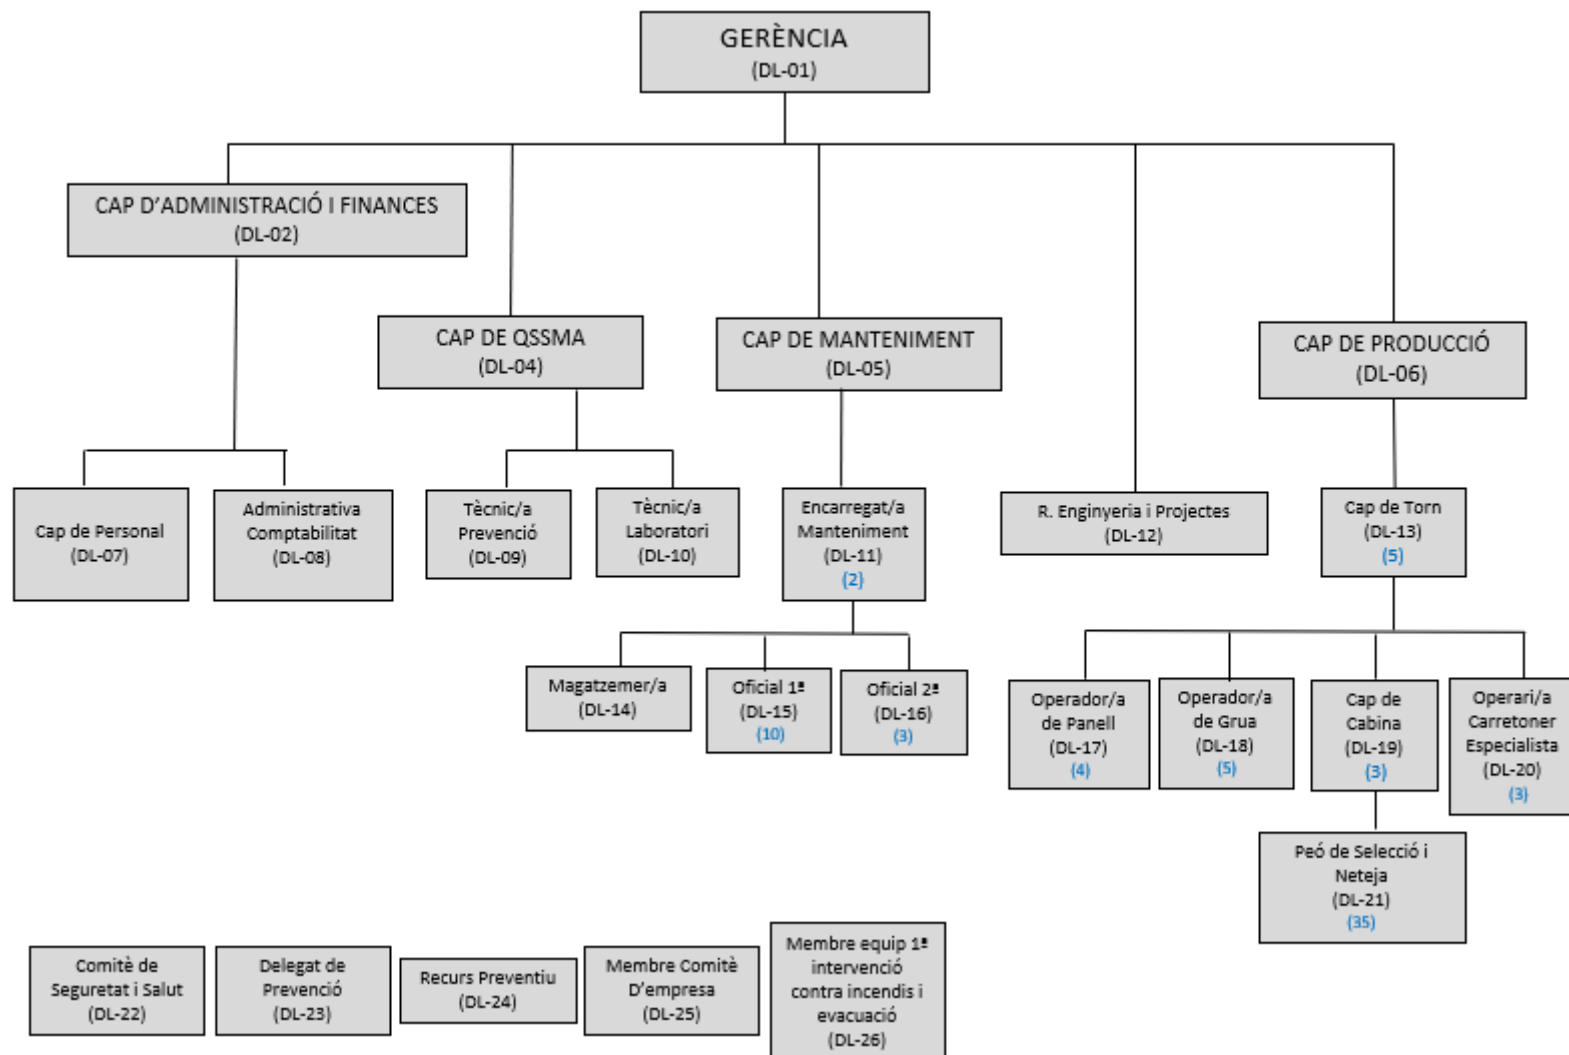 GERÈNCIA
(DL-01)
CAP D'ADMINISTRACIÓ I FINANCES
(DL-02)
CAP DE QSSMA
(DL-04)
CAP DE MANTENIMENT
(DL-05)
CAP DE PRODUCCIÓ
(DL-06)
Cap de Personal
(DL-07)
Administrativa
Comptabilitat
(DL-08)
Tècnic/a
Prevenció
(DL-09)
Tècnic/a
Laboratori
(DL-10)
Encarregat/a
Manteniment
(DL-11)
(2)
R. Enginyeria i Projectes
(DL-12)
Cap de Torn
(DL-13)
(5)
Magatzemer/a
(DL-14)
Oficial 1ª
(DL-15)
(10)
Oficial 2ª
(DL-16)
(3)
Operador/a
de Panell
(DL-17)
(4)
Operador/a
de Grua
(DL-18)
(5)
Cap de
Cabina
(DL-19)
(3)
Operari/a
Carretoner
Especialista
(DL-20)
(3)
Peó de Selecció i
Neteja
(DL-21)
(35)
Comitè de
Seguretat i Salut
(DL-22)
Delegat de
Prevenció
(DL-23)
Recurs Preventiu
(DL-24)
Membre Comitè
D'empresa
(DL-25)
Membre equip 1ª
intervenció
contra incendis i
evacuació
(DL-26)